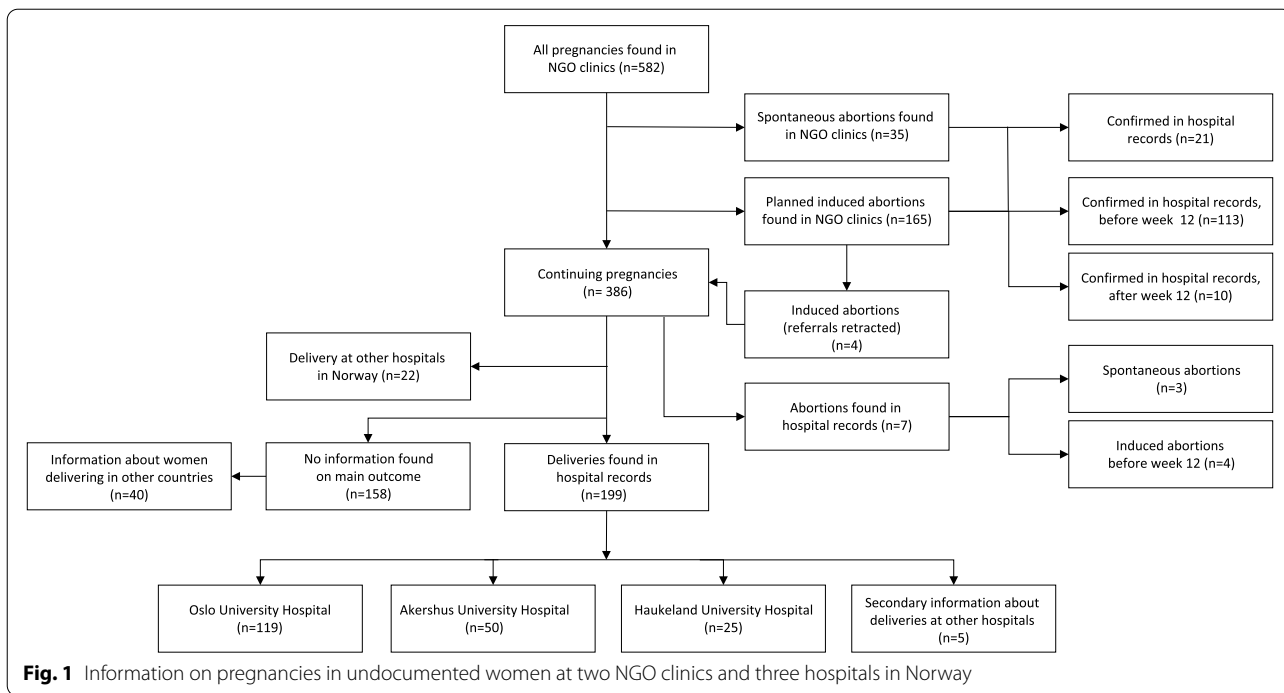 All pregnancies found in
NGO clinics (n=582)
Spontaneous abortions found
in NGO clinics (n=35)
Confirmed in hospital
records (n=21)
Planned induced abortions
found in NGO clinics (n=165)
Confirmed in hospital records,
before week 12 (n=113)
Continuing pregnancies
(n= 386)
Confirmed in hospital records,
after week 12 (n=10)
Induced abortions
(referrals retracted)
(n=4)
Delivery at other hospitals
in Norway (n=22)
Spontaneous abortions
(n=3)
Abortions found in
hospital records (n=7)
Induced abortions
before week 12 (n=4)
Information about women
delivering in other countries
(n=40)
No information found
on main outcome
(n=158)
Deliveries found in
hospital records
(n=199)
Oslo University Hospital
(n=119)
Akershus University Hospital
(n=50)
Haukeland University Hospital
(n=25)
Secondary information about
deliveries at other hospitals
(n=5)
Fig. 1 Information on pregnancies in undocumented women at two NGO clinics and three hospitals in Norway